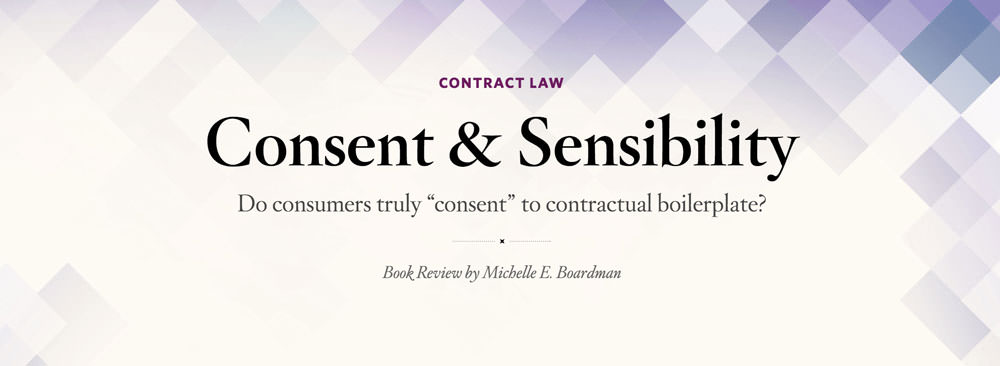 CONTRACT LAW
Consent & Sensibility
Do consumers truly “consent” to contractual boilerplate?
Book Review by Michelle E. Boardman